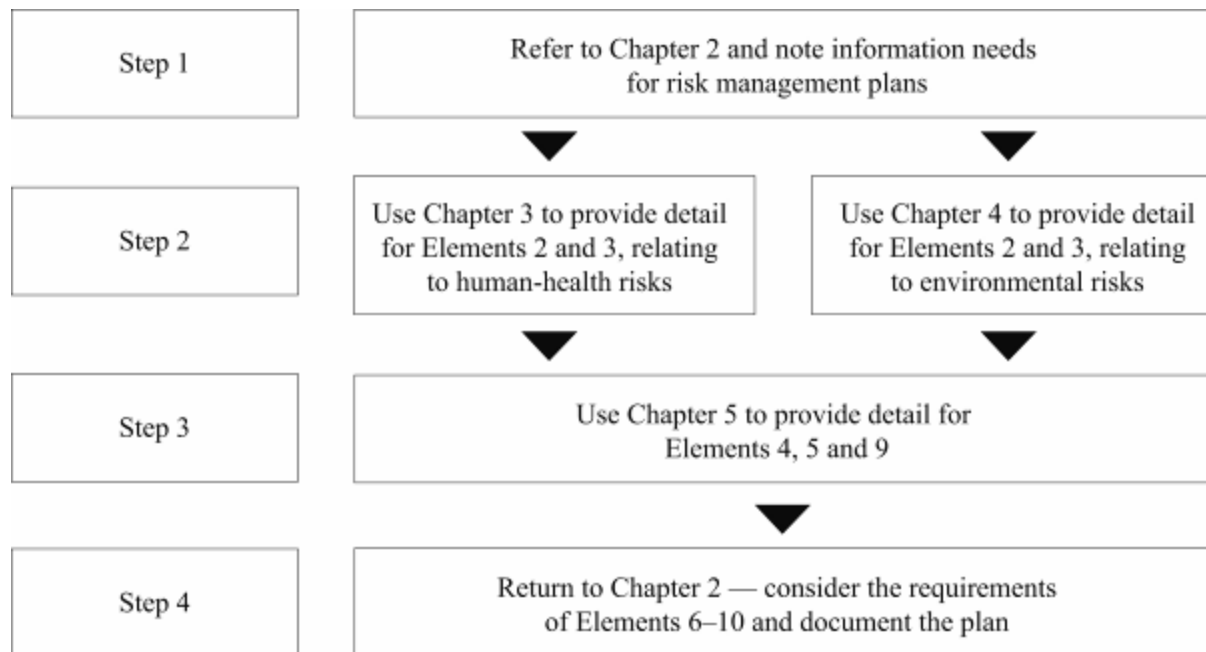 Step 1
Refer to Chapter 2 and note information needs
for risk management plans
Step 2
Use Chapter 3 to provide detail
for Elements 2 and 3, relating
to human-health risks
Use Chapter 4 to provide detail
for Elements 2 and 3, relating
to environmental risks
Step 3
Use Chapter 5 to provide detail for
Elements 4, 5 and 9
Step 4
Return to Chapter 2 — consider the requirements
of Elements 6–10 and document the plan